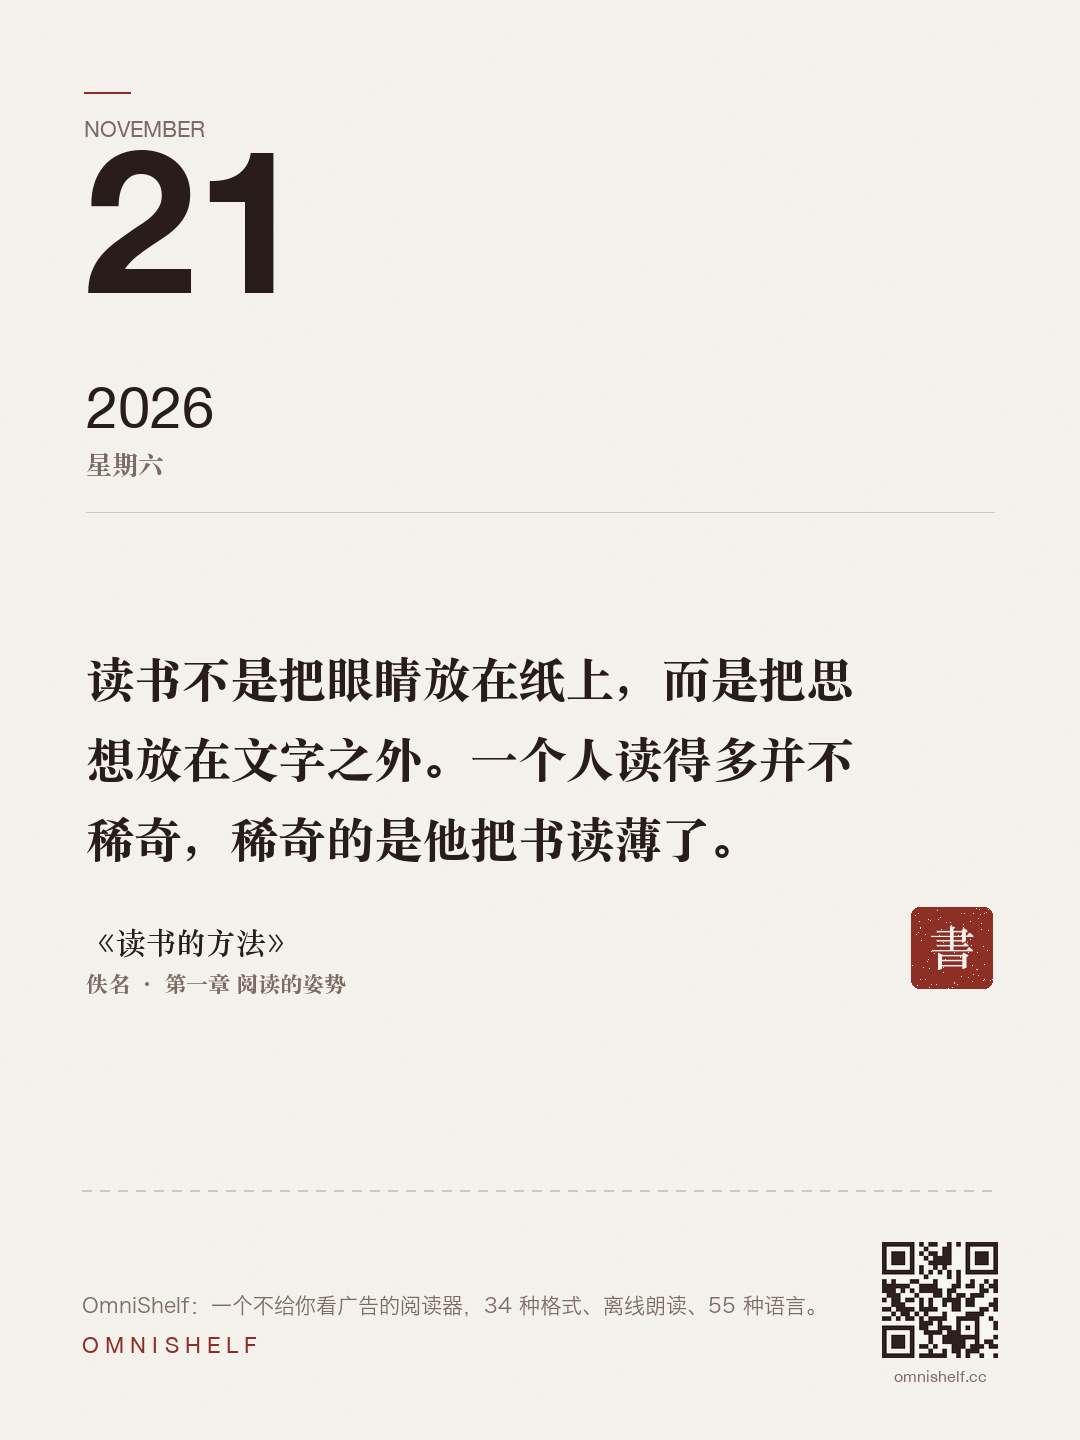 NOVEMBER
21
2026
星期六
读书不是把眼睛放在纸上，而是把思
想放在文字之外。一个人读得多并不
稀奇，稀奇的是他把书读薄了。
《读书的方法》
佚名 · 第一章 阅读的姿势
書
OmniShelf：一个不给你看广告的阅读器，34 种格式、离线朗读、55 种语言。
OMNISHELF
omnishelf.cc